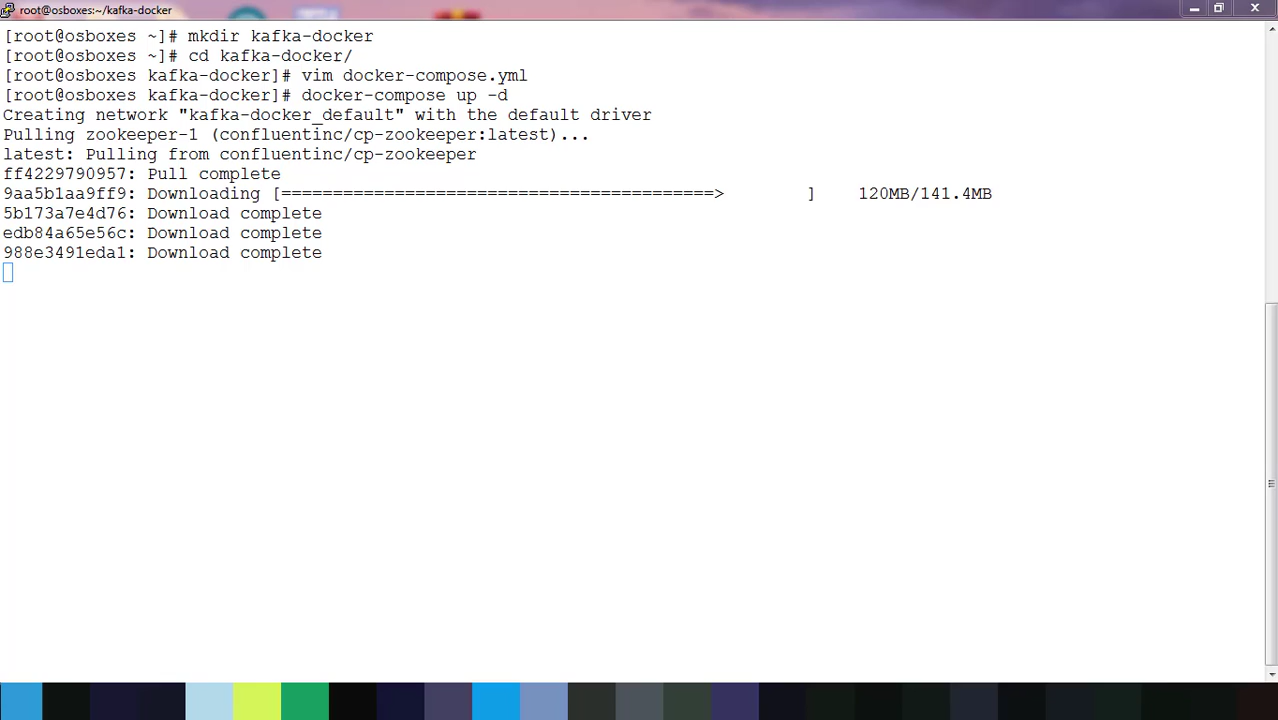 root@osboxes:~/kafka-docker
[root@osboxes ~]# mkdir kafka-docker
[root@osboxes ~]# cd kafka-docker/
[root@osboxes kafka-docker]# vim docker-compose.yml
[root@osboxes kafka-docker]# docker-compose up -d
Creating network "kafka-docker_default" with the default driver
Pulling zookeeper-1 (confluentinc/cp-zookeeper:latest)...
latest: Pulling from confluentinc/cp-zookeeper
ff4229790957: Pull complete
9aa5b1aa9ff9: Downloading [==========================================>        ]    120MB/141.4MB
5b173a7e4d76: Download complete
edb84a65e56c: Download complete
988e3491eda1: Download complete